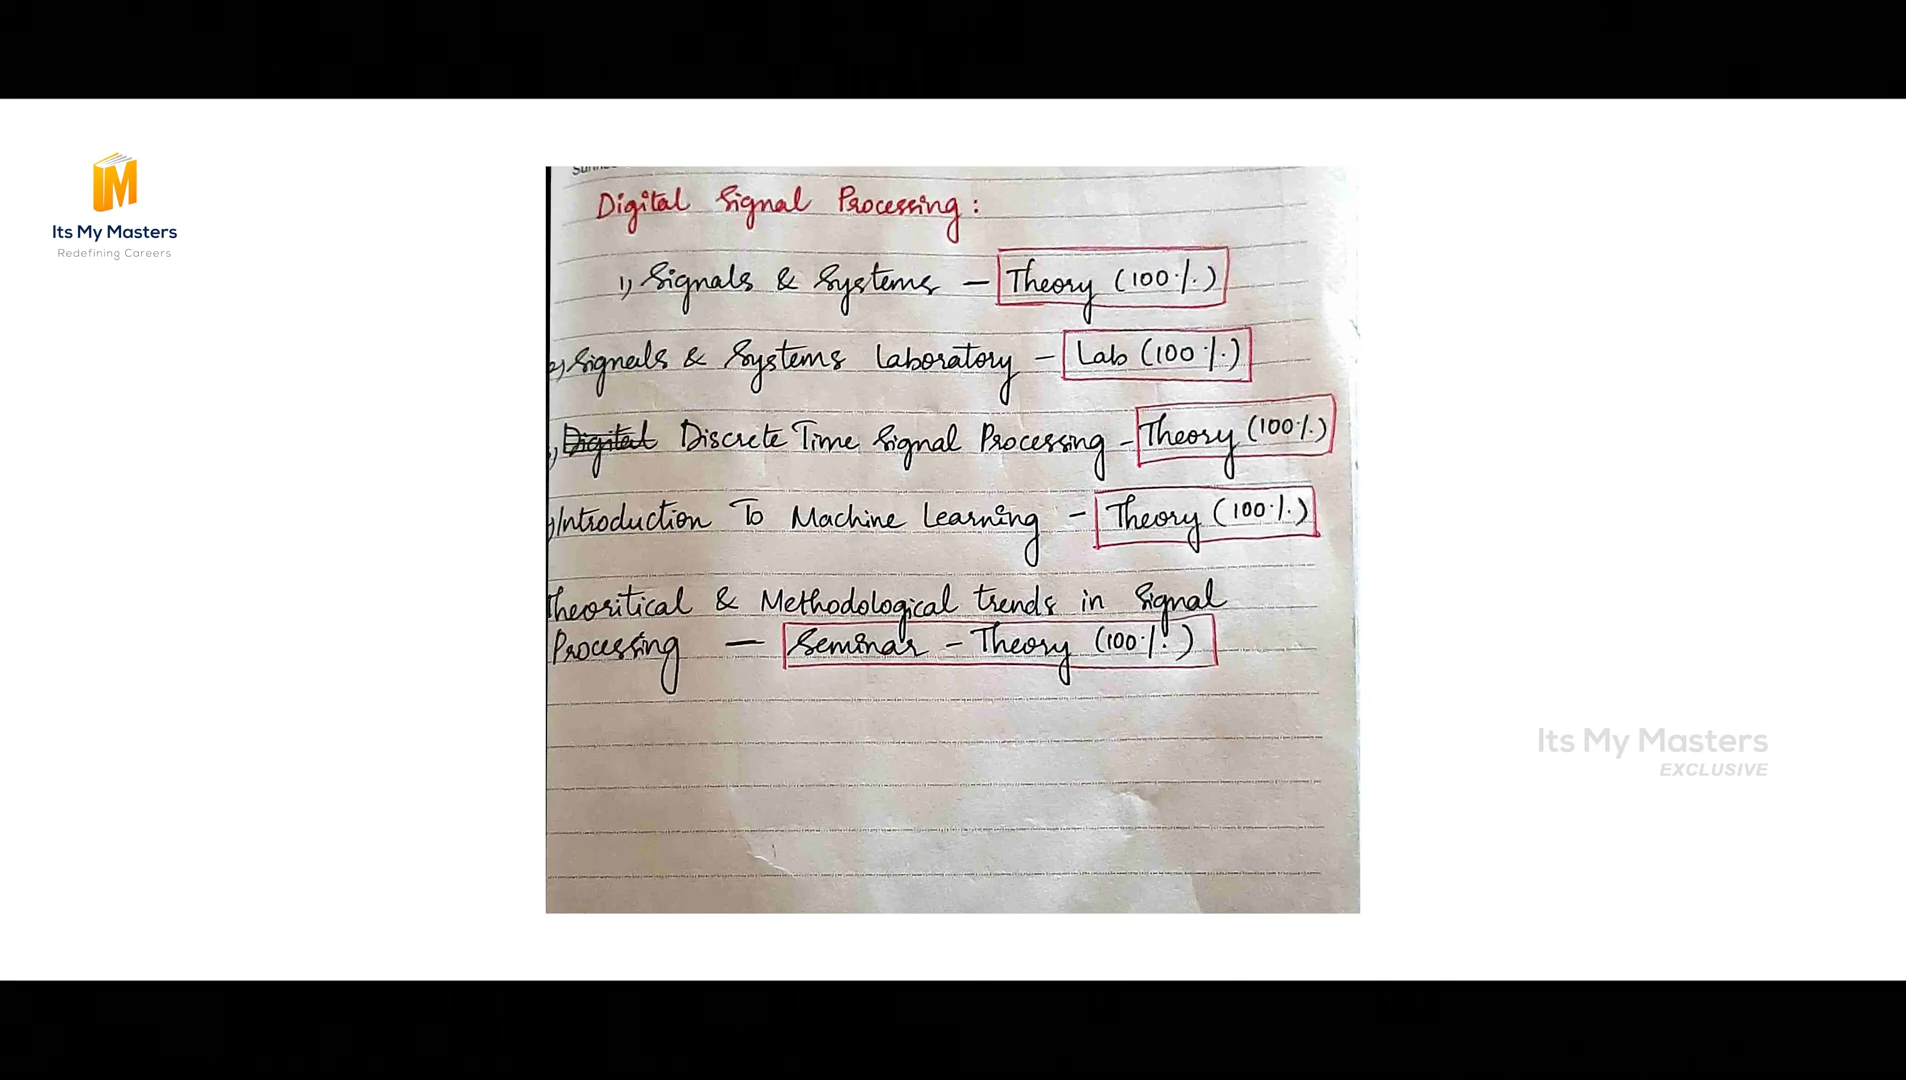 Its My Masters
Redefining Careers
Digital Signal Processing:
1) Signals & Systems - Theory (100%)
2) Signals & Systems Laboratory - Lab (100%)
Discrete Time Signal Processing - Theory (100%)
Introduction To Machine Learning - Theory (100%)
Theoritical & Methodological trends in Signal
Processing - Seminar - Theory (100%)
Its My Masters
EXCLUSIVE